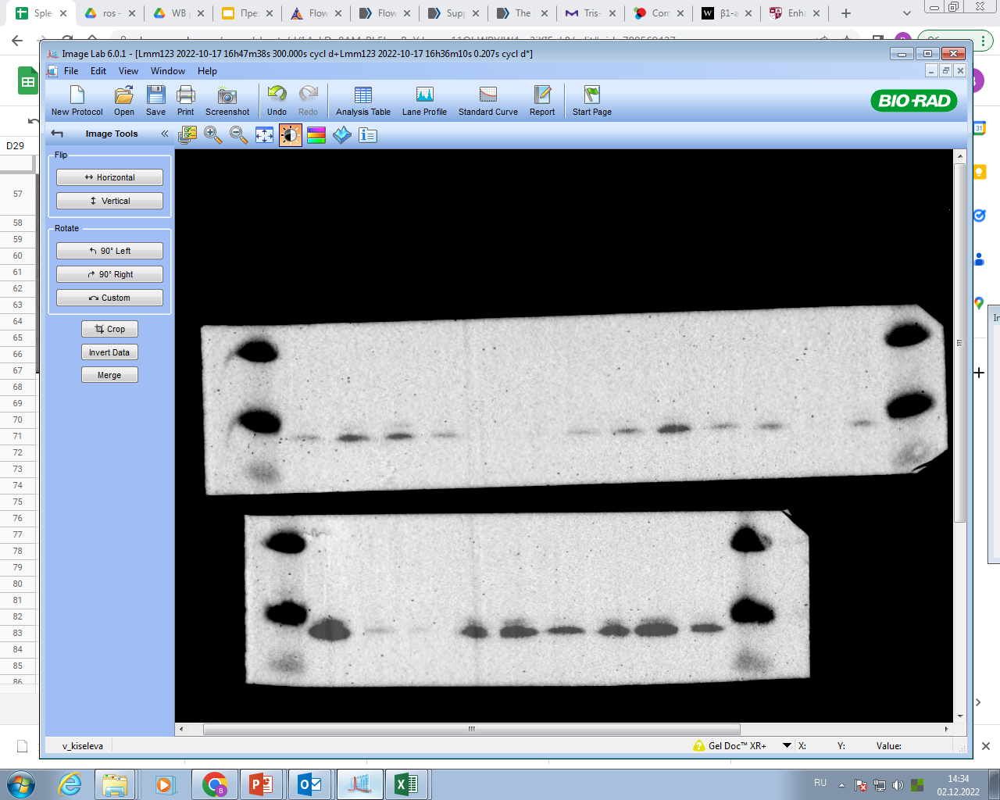 Sple
ros -
WB
Пре
Flow
Flow
Supp
The
Tris-
Com
β1-a
Enha
Image Lab 6.0.1 - [Lmm123 2022-10-17 16h47m38s 300.000s cycl d+Lmm123 2022-10-17 16h36m10s 0.207s cycl d*]
File Edit View Window Help
New Protocol Open Save Print Screenshot Undo Redo Analysis Table Lane Profile Standard Curve Report Start Page
BIO-RAD
Image Tools
D29
Flip
Horizontal
Vertical
Rotate
90° Left
90° Right
Custom
Crop
Invert Data
Merge
57
58
59
60
61
62
63
64
65
66
67
68
69
70
71
72
73
74
75
76
77
78
79
80
81
82
83
84
85
86
31
In
v_kiseleva
Gel Doc™ XR+ X: Y: Value:
RU
14:34
02.12.2022